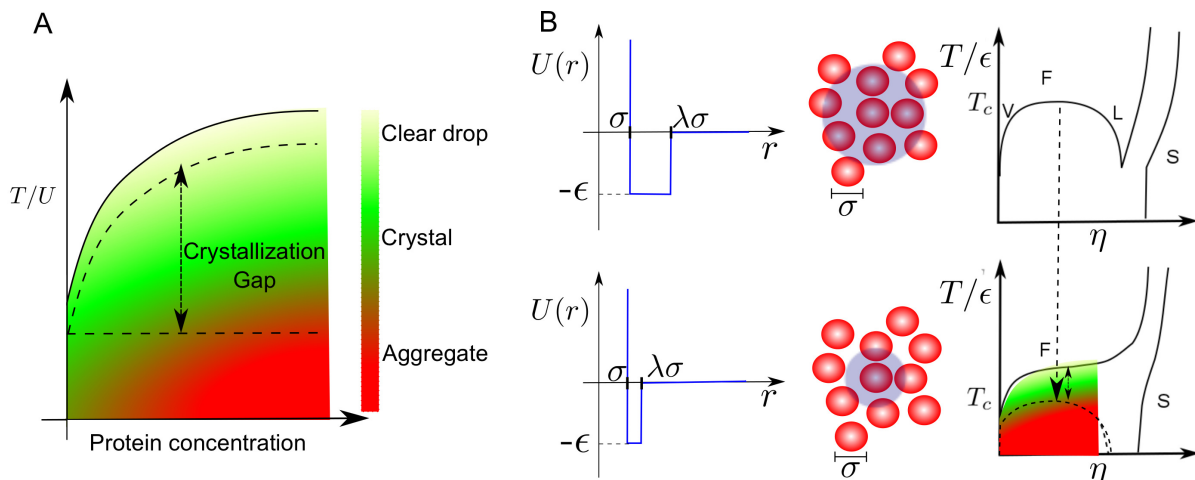 A
T/U
Clear drop
Crystallization
Gap
Crystal
Aggregate
Protein concentration
B
U(r)
σ
λσ
r
-ϵ
σ
T/ϵ
F
T_c
V
L
S
η
U(r)
σ
λσ
r
-ϵ
σ
T/ϵ
F
T_c
S
η